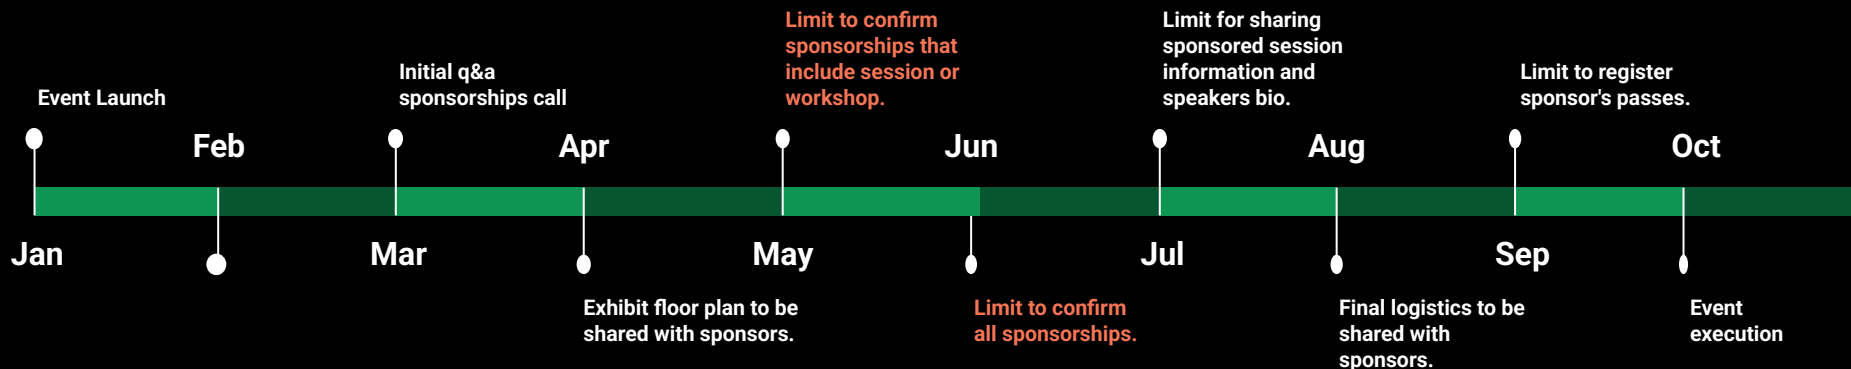 Event Launch
Jan
Feb
Initial q&a
sponsorships call
Mar
Apr
Exhibit floor plan to be
shared with sponsors.
Limit to confirm
sponsorships that
include session or
workshop.
May
Jun
Limit to confirm
all sponsorships.
Limit for sharing
sponsored session
information and
speakers bio.
Jul
Aug
Final logistics to be
shared with
sponsors.
Limit to register
sponsor's passes.
Sep
Oct
Event
execution